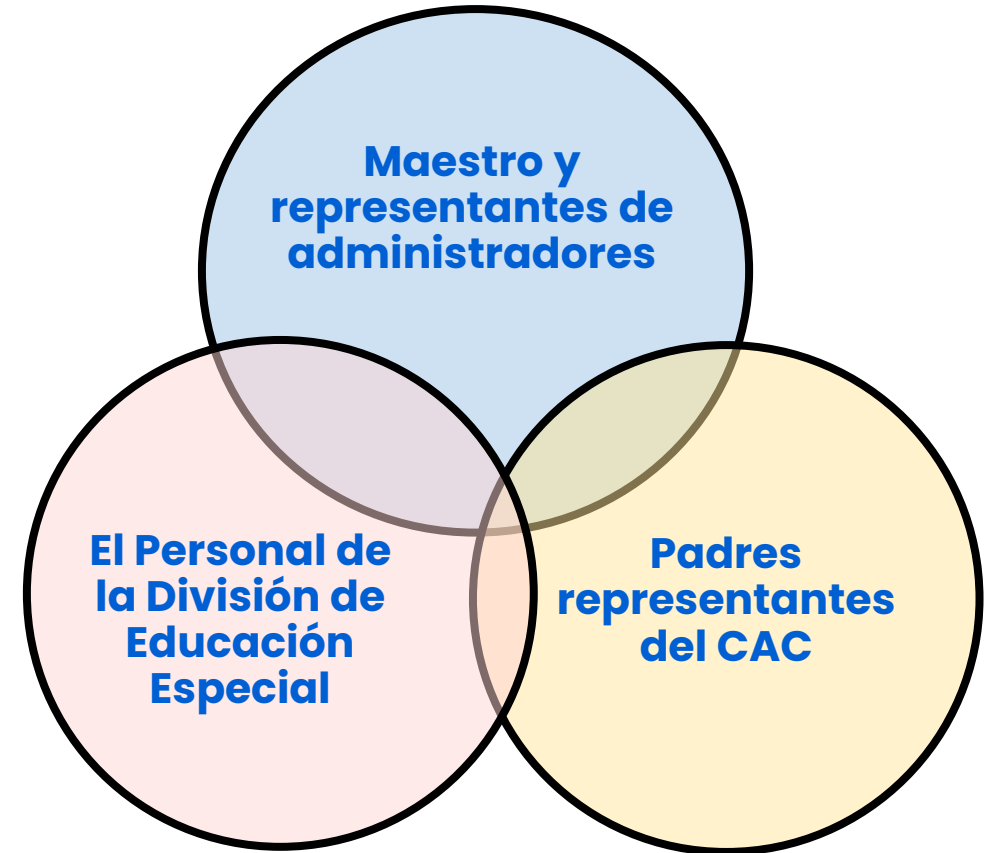 Maestro y
representantes de
administradores
El Personal de
la División de
Educación
Especial
Padres
representantes
del CAC